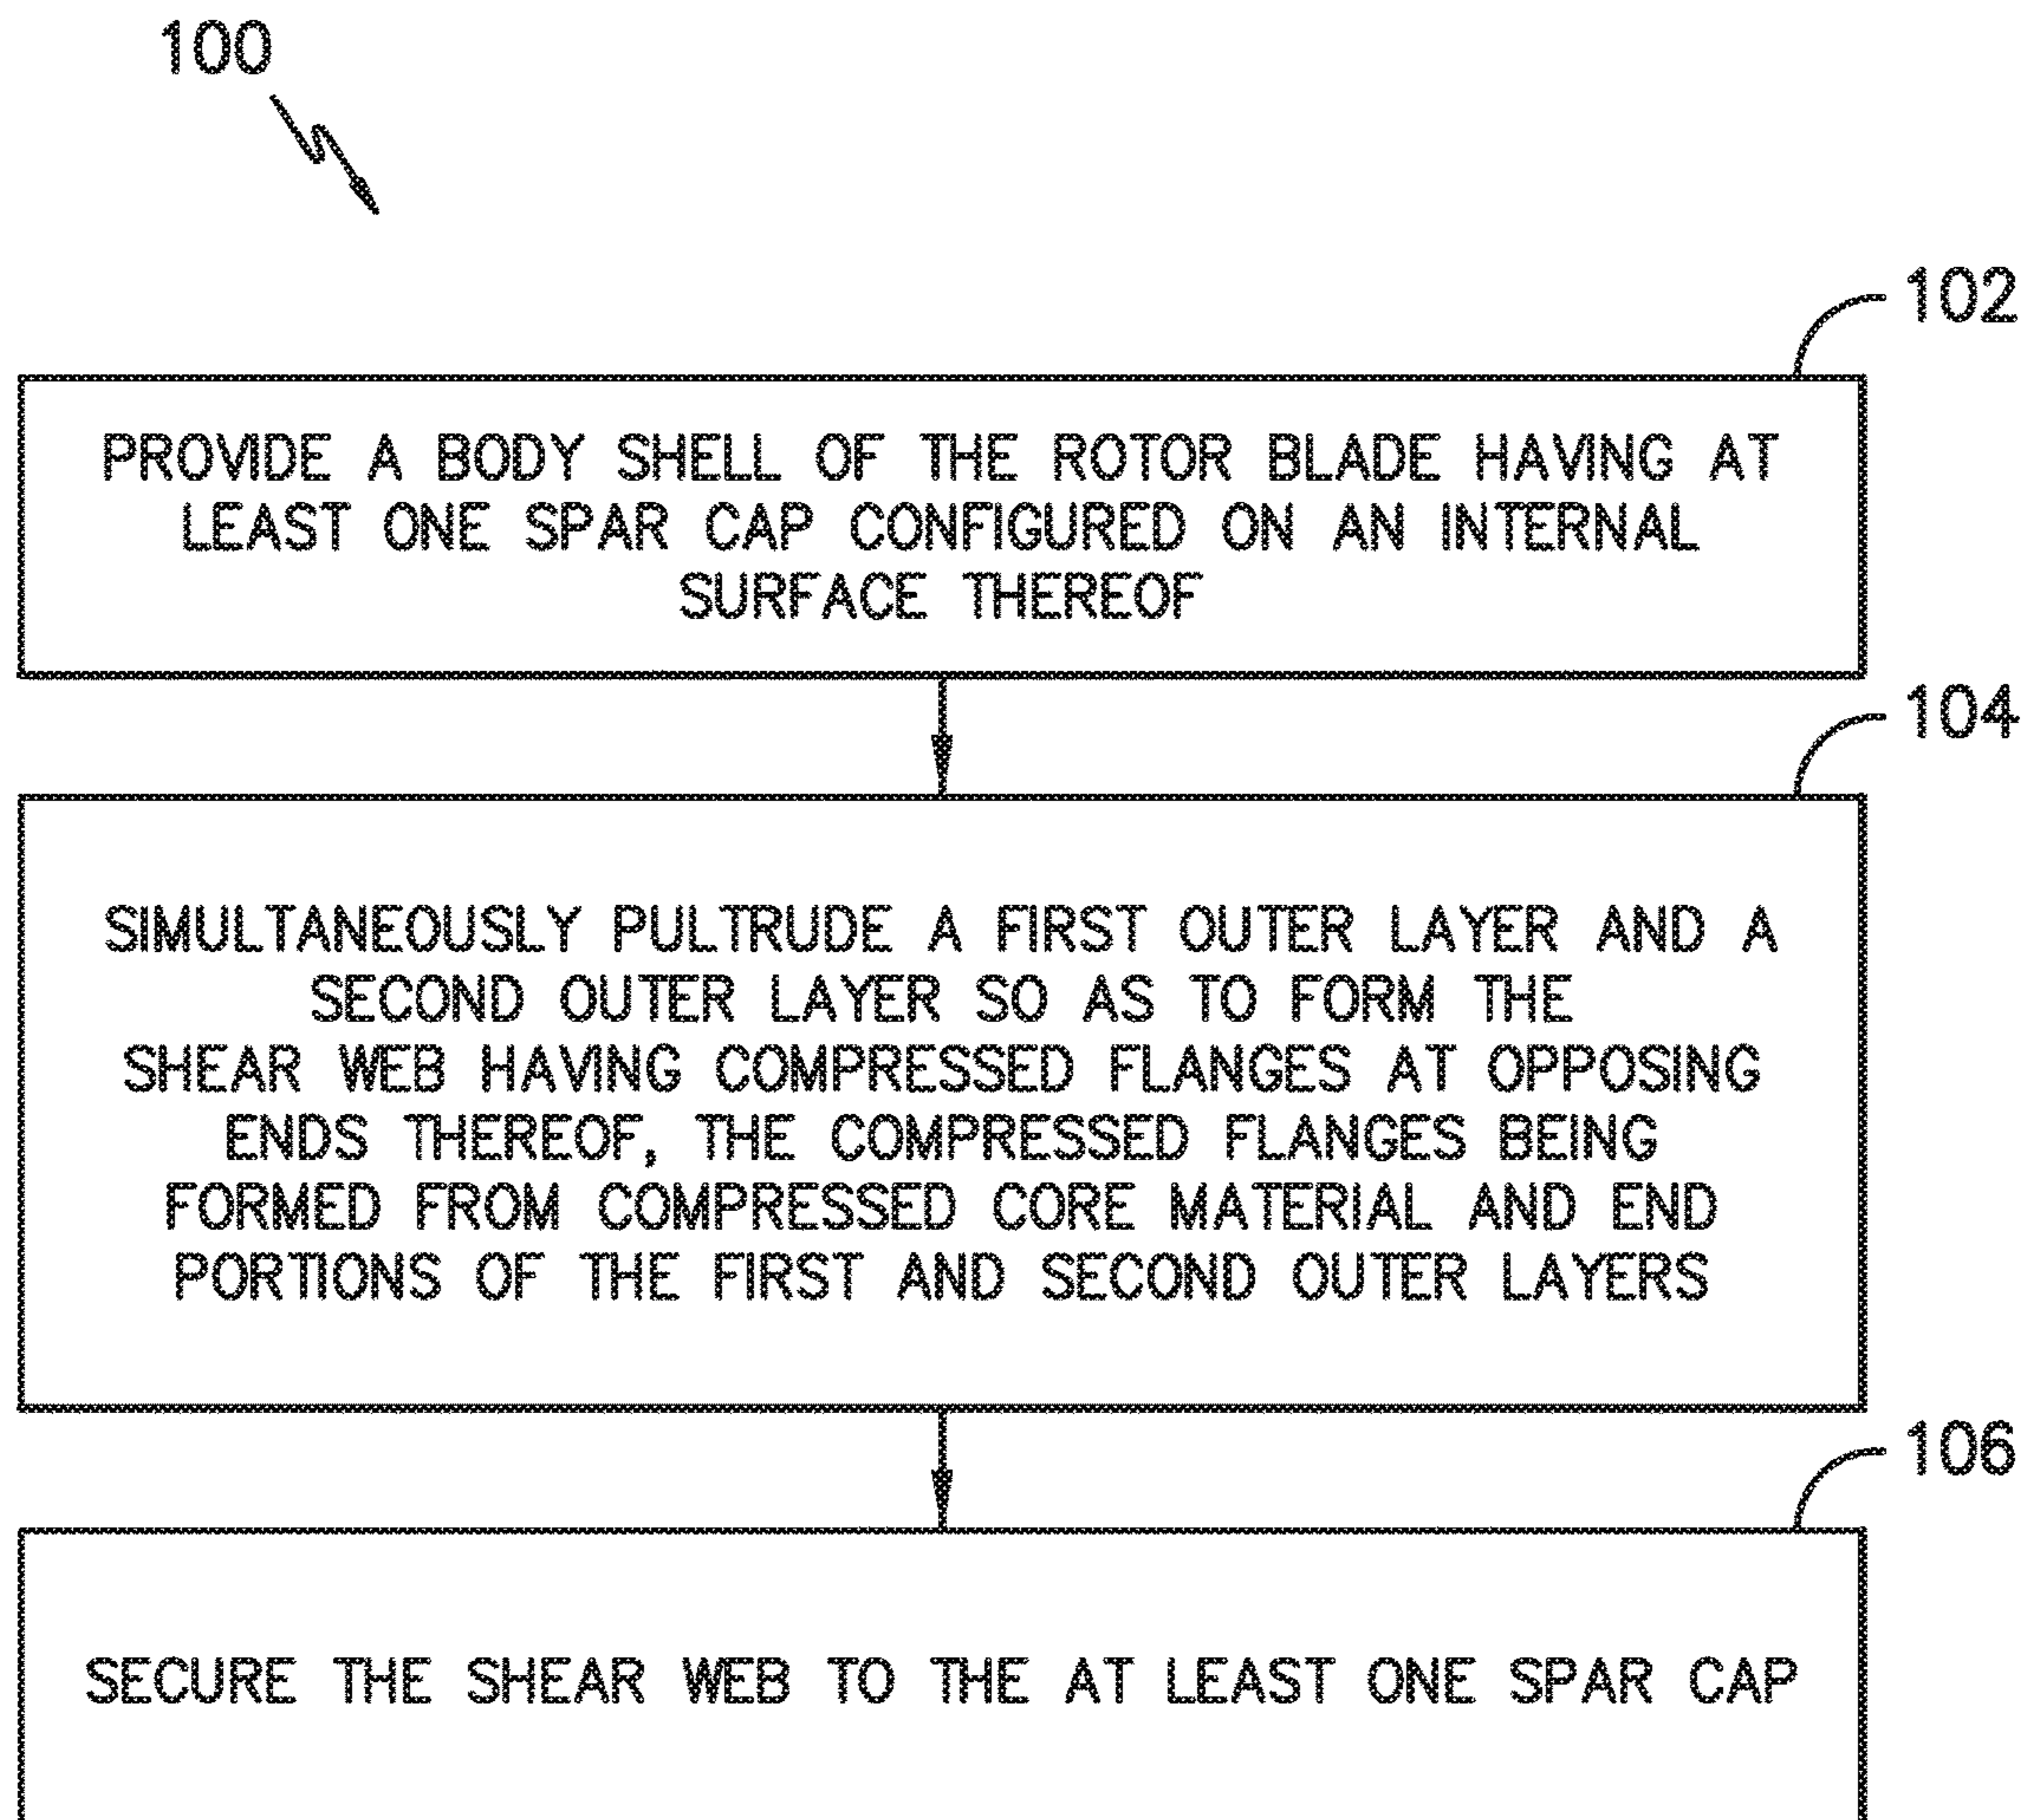 100
102
PROVIDE A BODY SHELL OF THE ROTOR BLADE HAVING AT
LEAST ONE SPAR CAP CONFIGURED ON AN INTERNAL
SURFACE THEREOF
104
SIMULTANEOUSLY PULTRUDE A FIRST OUTER LAYER AND A
SECOND OUTER LAYER SO AS TO FORM THE
SHEAR WEB HAVING COMPRESSED FLANGES AT OPPOSING
ENDS THEREOF, THE COMPRESSED FLANGES BEING
FORMED FROM COMPRESSED CORE MATERIAL AND END
PORTIONS OF THE FIRST AND SECOND OUTER LAYERS
106
SECURE THE SHEAR WEB TO THE AT LEAST ONE SPAR CAP